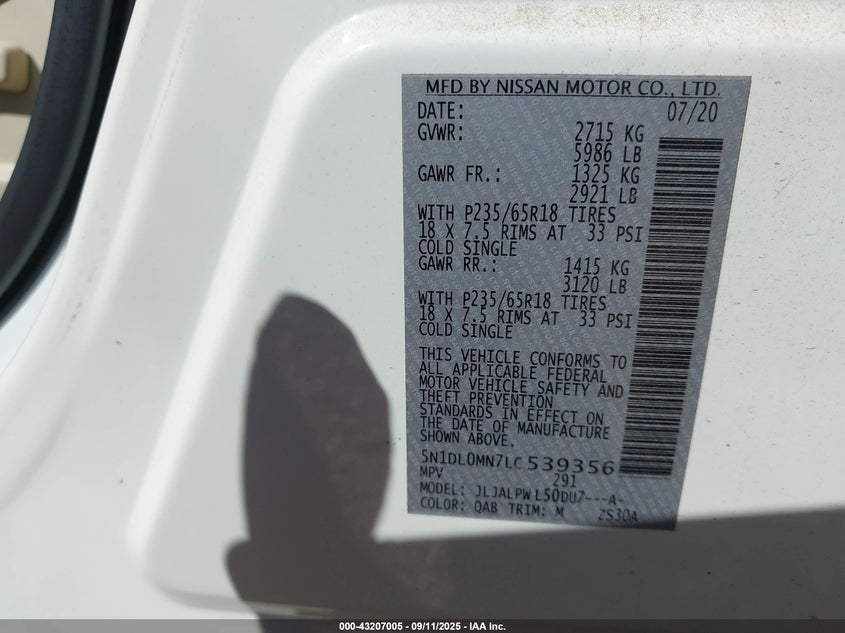 MFD BY NISSAN MOTOR CO., LTD.
DATE: 07/20
GVWR: 2715 KG
5986 LB
GAWR FR.: 1325 KG
2921 LB
WITH P235/65R18 TIRES
18 X 7.5 RIMS AT 33 PSI
COLD SINGLE
GAWR RR.: 1415 KG
3120 LB
WITH P235/65R18 TIRES
18 X 7.5 RIMS AT 33 PSI
COLD SINGLE
THIS VEHICLE CONFORMS TO
ALL APPLICABLE FEDERAL
MOTOR VEHICLE SAFETY AND
THEFT PREVENTION
STANDARDS IN EFFECT ON
THE DATE OF MANUFACTURE
SHOWN ABOVE.
5N1DL0MN7LC539356
MPV 291
MODEL: JLJALPW L50DU7---A-
COLOR: QAB TRIM: M ZS30A
000-43207005 - 09/11/2025 - IAA Inc.